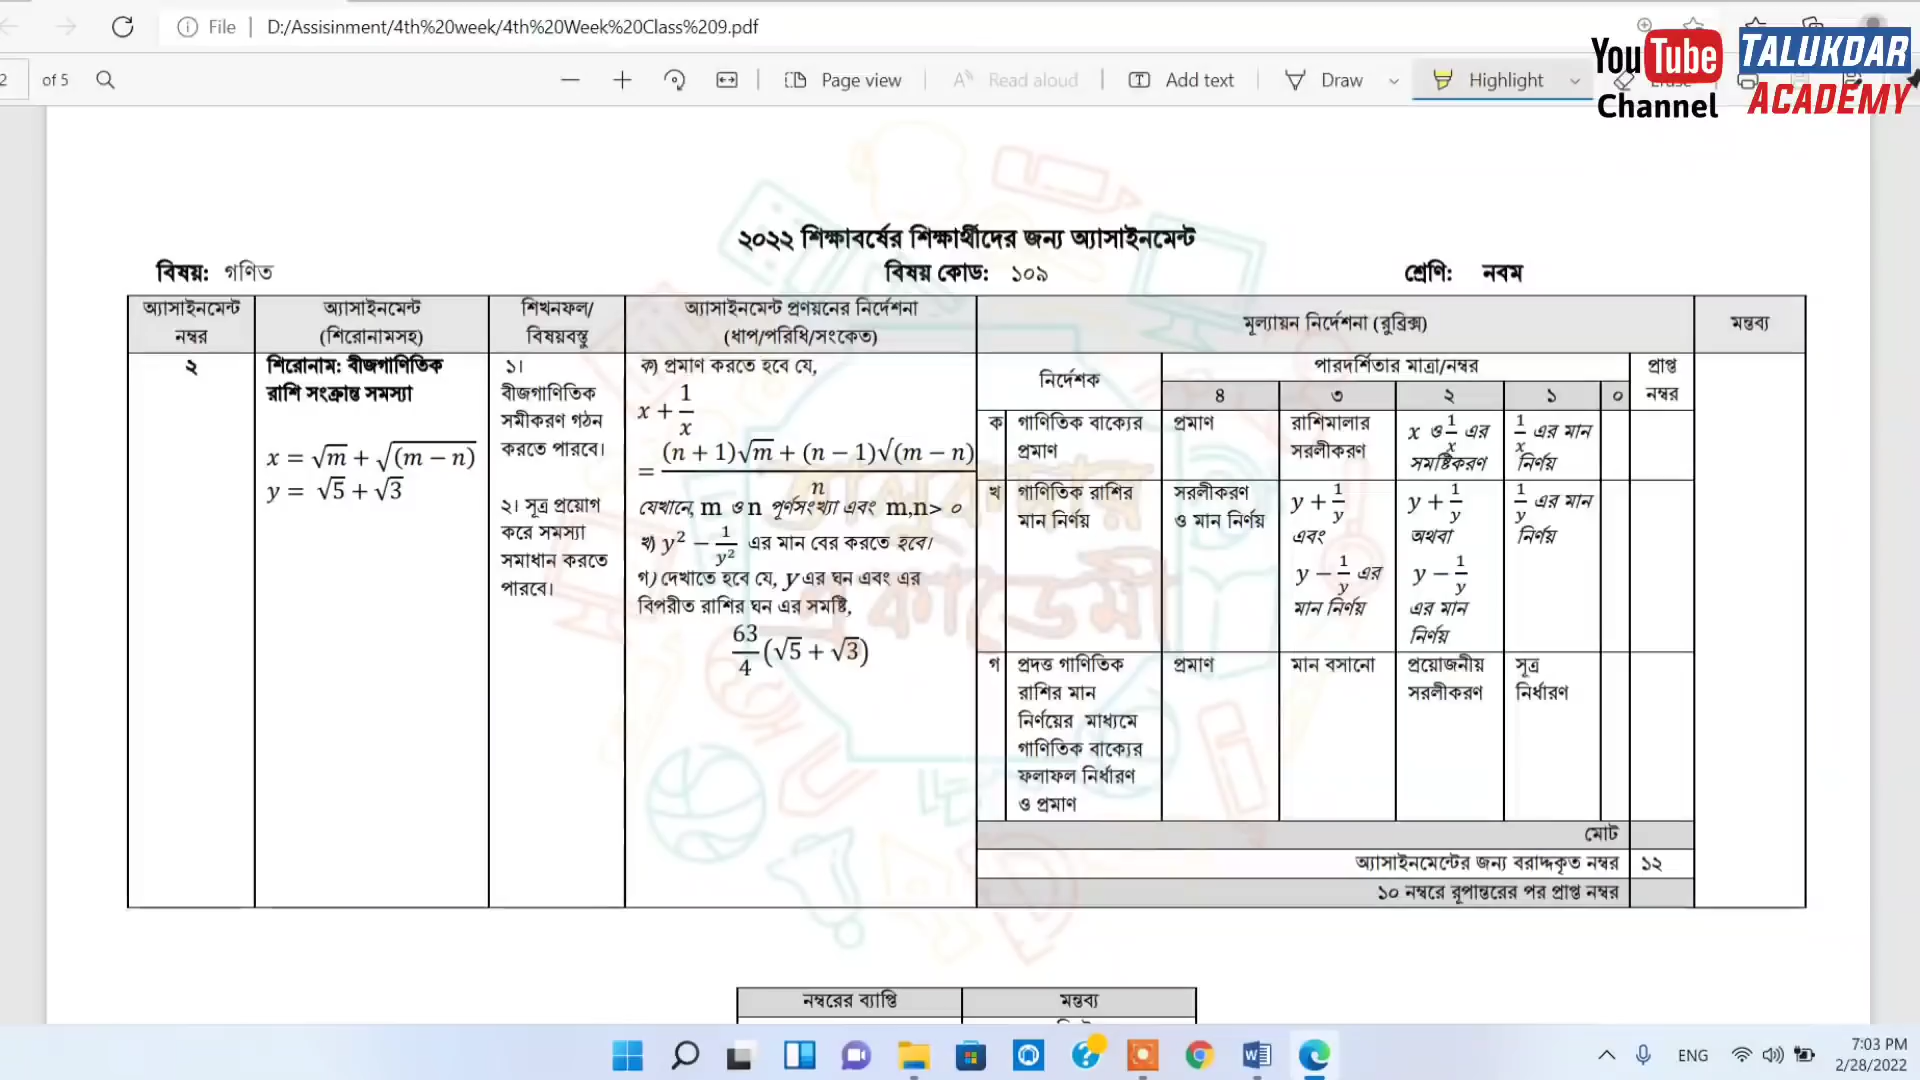 File D:/Assisinment/4th%20week/4th%20Week%20Class%209.pdf
YouTube Channel
TALUKDAR ACADEMY
2 of 5
Page view Read aloud Add text Draw Highlight Erase
২০২২ শিক্ষাবর্ষের শিক্ষার্থীদের জন্য অ্যাসাইনমেন্ট
বিষয়: গণিত বিষয় কোড: ১০৯ শ্রেণি: নবম
অ্যাসাইনমেন্ট নম্বর
অ্যাসাইনমেন্ট (শিরোনামসহ)
শিখনফল/ বিষয়বস্তু
অ্যাসাইনমেন্ট প্রণয়নের নির্দেশনা
(ধাপ/পরিধি/সংকেত)
মূল্যায়ন নির্দেশনা (রুব্রিক্স)
মন্তব্য
২
শিরোনাম: বীজগাণিতিক
রাশি সংক্রান্ত সমস্যা
x = √m + √(m − n)
y = √5 + √3
১।
বীজগাণিতিক
সমীকরণ গঠন
করতে পারবে।
২। সূত্র প্রয়োগ
করে সমস্যা
সমাধান করতে
পারবে।
ক) প্রমাণ করতে হবে যে,
x + 1/x
= (n + 1)√m + (n − 1)√(m − n) / n
যেখানে, m ও n পূর্ণসংখ্যা এবং m,n> ০
খ) y² − 1/y² এর মান বের করতে হবে।
গ) দেখাতে হবে যে, y এর ঘন এবং এর
বিপরীত রাশির ঘন এর সমষ্টি,
63/4 (√5 + √3)
নির্দেশক
পারদর্শিতার মাত্রা/নম্বর
প্রাপ্ত নম্বর
৪ ৩ ২ ১ ০
ক
গাণিতিক বাক্যের
প্রমাণ
প্রমাণ
রাশিমালার
সরলীকরণ
x ও 1/x এর
সমষ্টিকরণ
1/x এর মান
নির্ণয়
খ
গাণিতিক রাশির
মান নির্ণয়
সরলীকরণ
ও মান নির্ণয়
y + 1/y
এবং
y − 1/y এর
মান নির্ণয়
y + 1/y
অথবা
y − 1/y
এর মান
নির্ণয়
1/y এর মান
নির্ণয়
গ
প্রদত্ত গাণিতিক
রাশির মান
নির্ণয়ের মাধ্যমে
গাণিতিক বাক্যের
ফলাফল নির্ধারণ
ও প্রমাণ
প্রমাণ
মান বসানো
প্রয়োজনীয়
সরলীকরণ
সূত্র
নির্ধারণ
মোট
অ্যাসাইনমেন্টের জন্য বরাদ্দকৃত নম্বর ১২
১০ নম্বরে রূপান্তরের পর প্রাপ্ত নম্বর
নম্বরের ব্যাপ্তি মন্তব্য
ENG
7:03 PM
2/28/2022